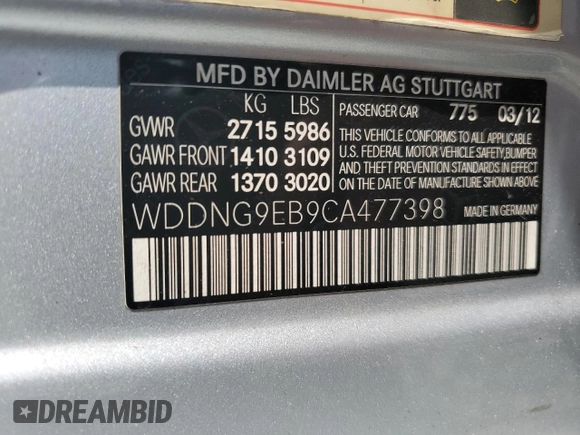 MFD BY DAIMLER AG STUTTGART
KG LBS
GVWR 2715 5986
GAWR FRONT 1410 3109
GAWR REAR 1370 3020
PASSENGER CAR 775 03/12
THIS VEHICLE CONFORMS TO ALL APPLICABLE
U.S. FEDERAL MOTOR VEHICLE SAFETY,BUMPER
AND THEFT PREVENTION STANDARDS IN EFFECT
ON THE DATE OF MANUFACTURE SHOWN ABOVE.
WDDNG9EB9CA477398
MADE IN GERMANY
DREAMBID